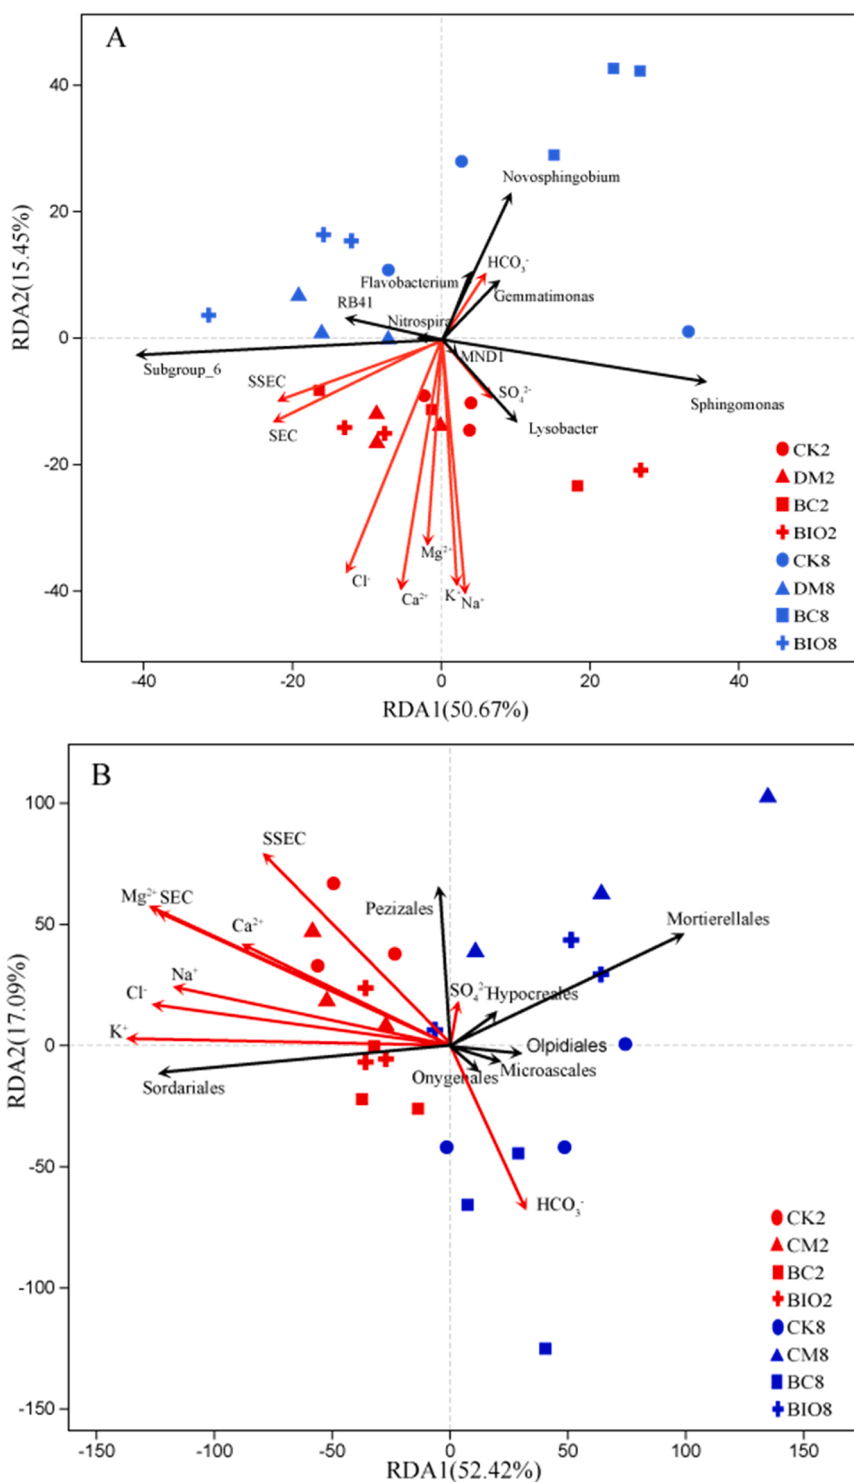 A
40
20
0
-20
-40
RDA2(15.45%)
Novosphingobium
HCO₃⁻
Flavobacterium
Gemmatimonas
RB41
Nitrospira
MND1
Subgroup_6
SSEC
SO₄²⁻
Sphingomonas
SEC
Lysobacter
Mg²⁺
Cl⁻
Ca²⁺
K⁺
Na⁺
CK2
DM2
BC2
BIO2
CK8
DM8
BC8
BIO8
-40 -20 0 20 40
RDA1(50.67%)
B
100
50
0
-50
-100
-150
RDA2(17.09%)
SSEC
Mg²⁺ SEC
Pezizales
Mortierellales
Ca²⁺
Na⁺
SO₄²⁻ Hypocreales
Cl⁻
K⁺
Olpidiales
Sordariales
Onygenales
Microascales
HCO₃⁻
CK2
CM2
BC2
BIO2
CK8
CM8
BC8
BIO8
-150 -100 -50 0 50 100 150
RDA1(52.42%)